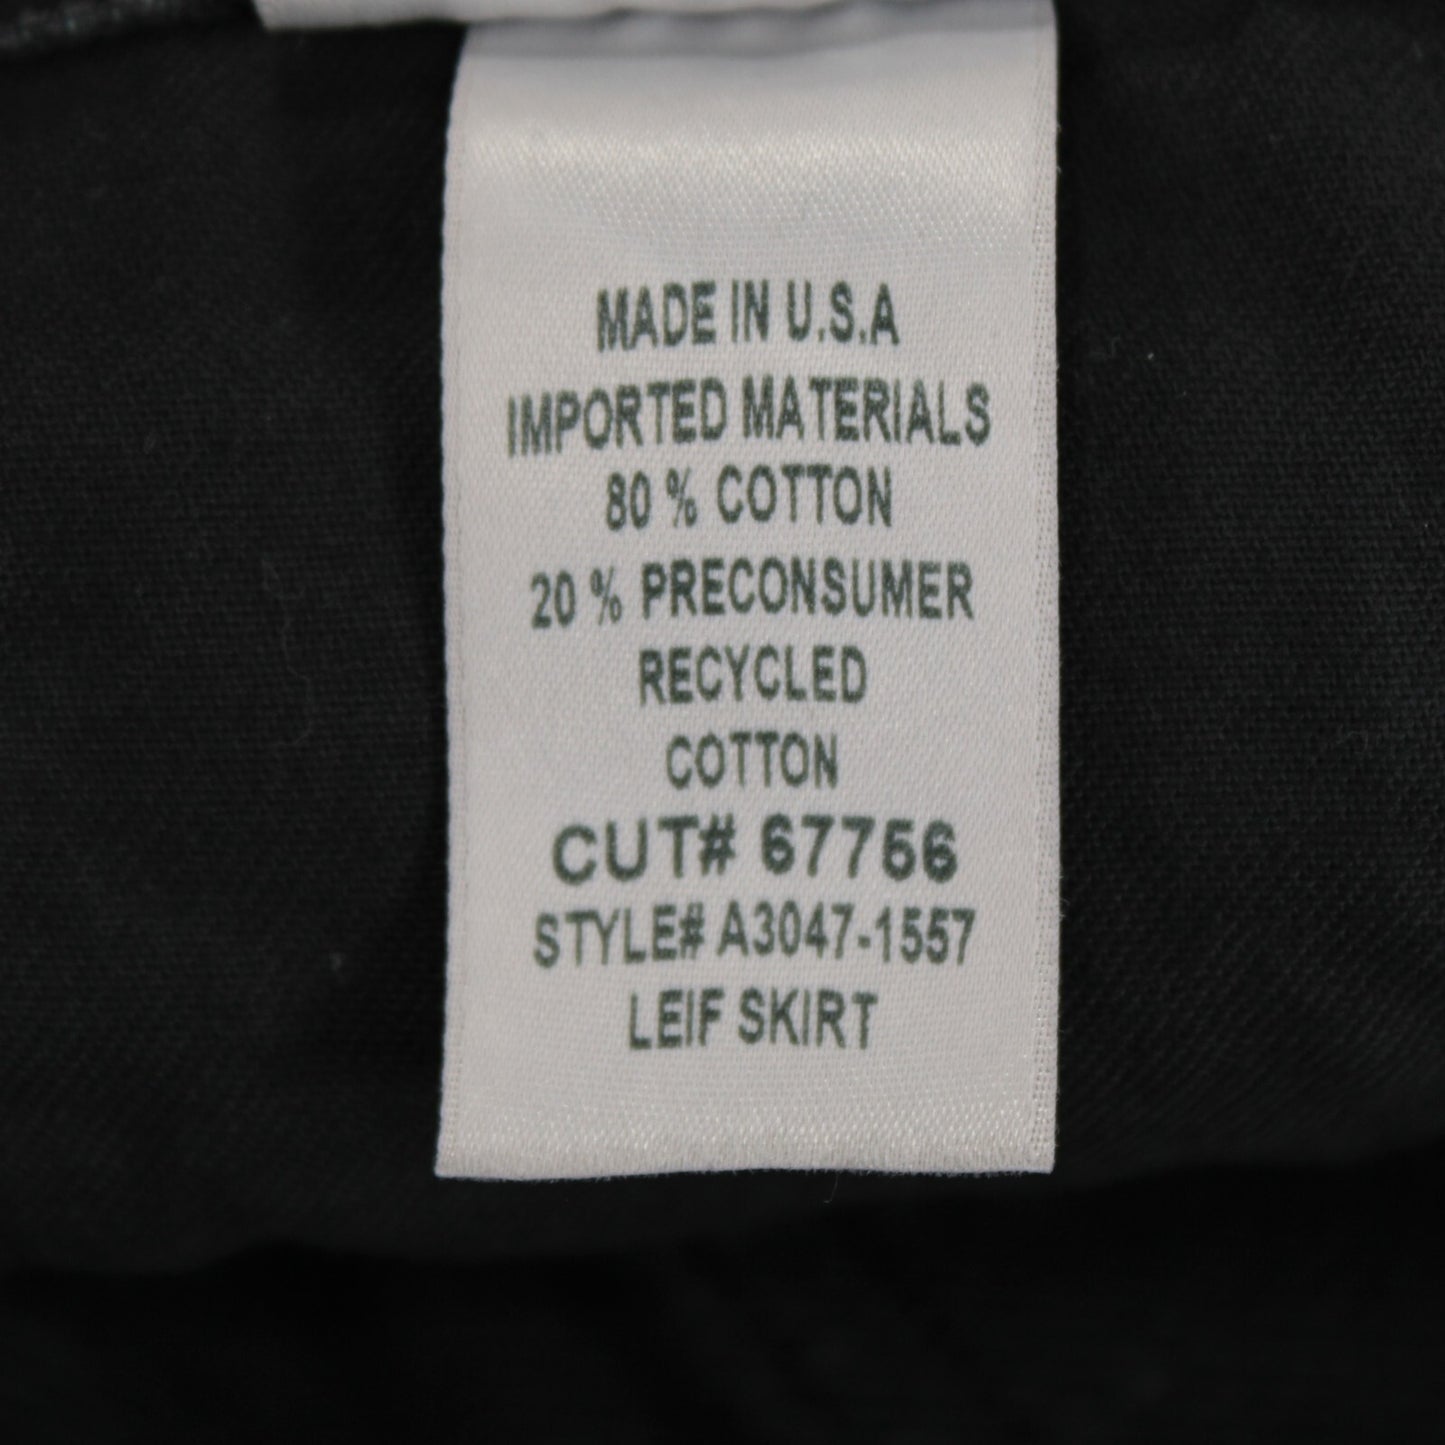 MADE IN U.S.A
IMPORTED MATERIALS
80 % COTTON
20 % PRECONSUMER
RECYCLED
COTTON
CUT# 67756
STYLE# A3047-1557
LEIF SKIRT